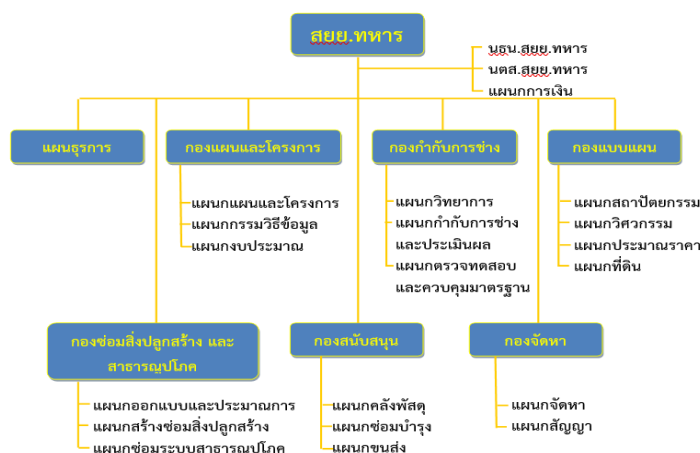 สยย.ทหาร
นธน.สยย.ทหาร
นตส.สยย.ทหาร
แผนกการเงิน
แผนธุรการ
กองแผนและโครงการ
กองกำกับการช่าง
กองแบบแผน
แผนกแผนและโครงการ
แผนกกรรมวิธีข้อมูล
แผนกงบประมาณ
แผนกวิทยาการ
แผนกกำกับการช่าง
และประเมินผล
แผนกตรวจทดสอบ
และควบคุมมาตรฐาน
แผนกสถาปัตยกรรม
แผนกวิศวกรรม
แผนกประมาณราคา
แผนกที่ดิน
กองซ่อมสิ่งปลูกสร้าง และ
สาธารณุปโภค
กองสนับสนุน
กองจัดหา
แผนกออกแบบและประมาณการ
แผนกสร้างซ่อมสิ่งปลูกสร้าง
แผนกซ่อมระบบสาธารณุปโภค
แผนกคลังพัสดุ
แผนกซ่อมบำรุง
แผนกขนส่ง
แผนกจัดหา
แผนกสัญญา